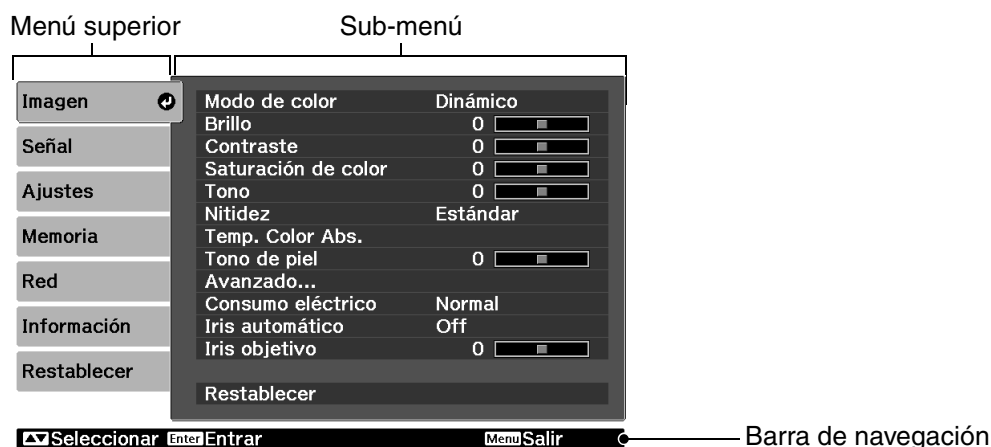 Menú superior
Sub-menú
Imagen
Señal
Ajustes
Memoria
Red
Información
Restablecer
Modo de color Dinámico
Brillo 0
Contraste 0
Saturación de color 0
Tono 0
Nitidez Estándar
Temp. Color Abs.
Tono de piel 0
Avanzado...
Consumo eléctrico Normal
Iris automático Off
Iris objetivo 0
Restablecer
Seleccionar Enter Entrar Menu Salir
Barra de navegación